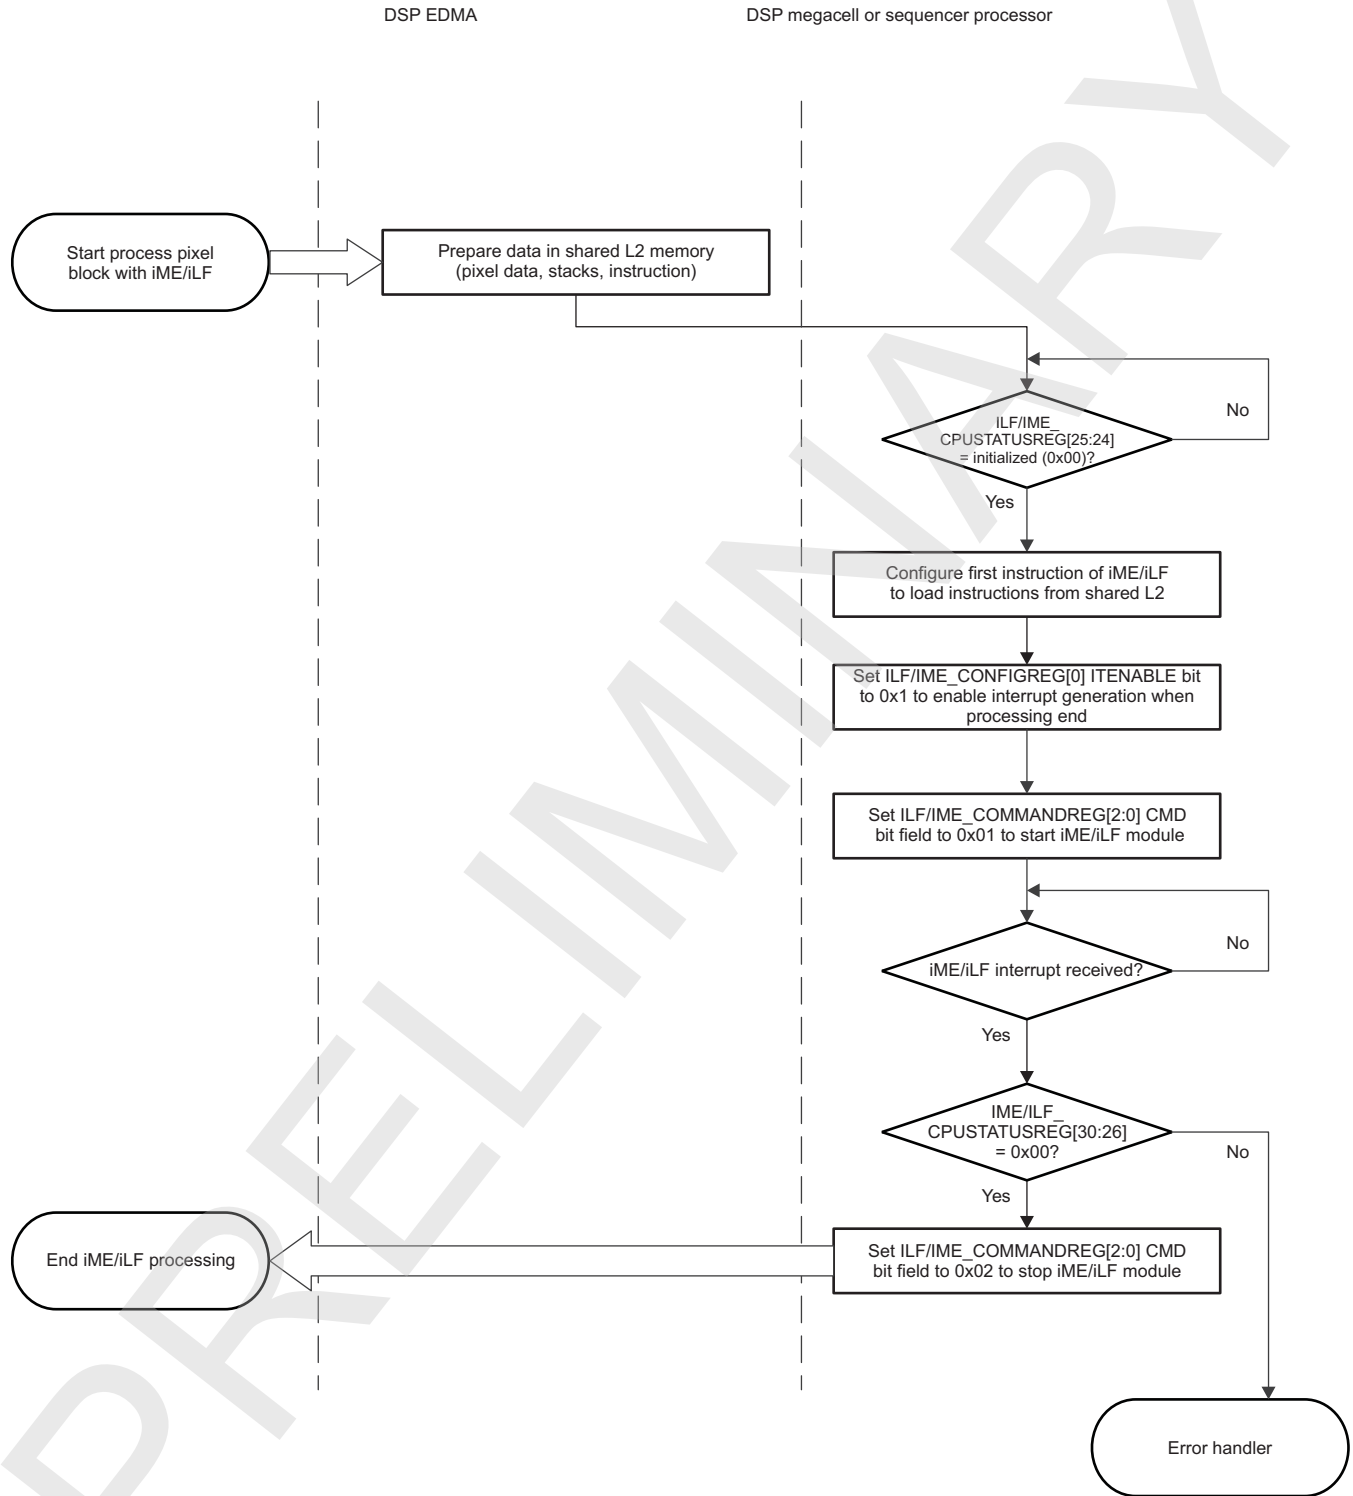 DSP EDMA
DSP megacell or sequencer processor
Start process pixel
block with iME/iLF
Prepare data in shared L2 memory
(pixel data, stacks, instruction)
No
ILF/IME_
CPUSTATUSREG[25:24]
= initialized (0x00)?
Yes
Configure first instruction of iME/iLF
to load instructions from shared L2
Set ILF/IME_CONFIGREG[0] ITENABLE bit
to 0x1 to enable interrupt generation when
processing end
Set ILF/IME_COMMANDREG[2:0] CMD
bit field to 0x01 to start iME/iLF module
No
iME/iLF interrupt received?
Yes
IME/ILF_
CPUSTATUSREG[30:26]
= 0x00?
No
Yes
End iME/iLF processing
Set ILF/IME_COMMANDREG[2:0] CMD
bit field to 0x02 to stop iME/iLF module
Error handler
PRELIMINARY